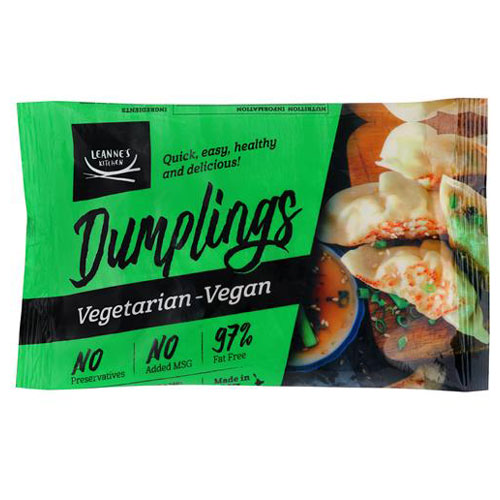 INGREDIENTS
NUTRITION INFORMATION
LEANNE'S
KITCHEN
Quick, easy, healthy
and delicious!
Dumplings
Vegetarian-Vegan
NO
Preservatives
NO
Added MSG
97%
Fat Free
Made in